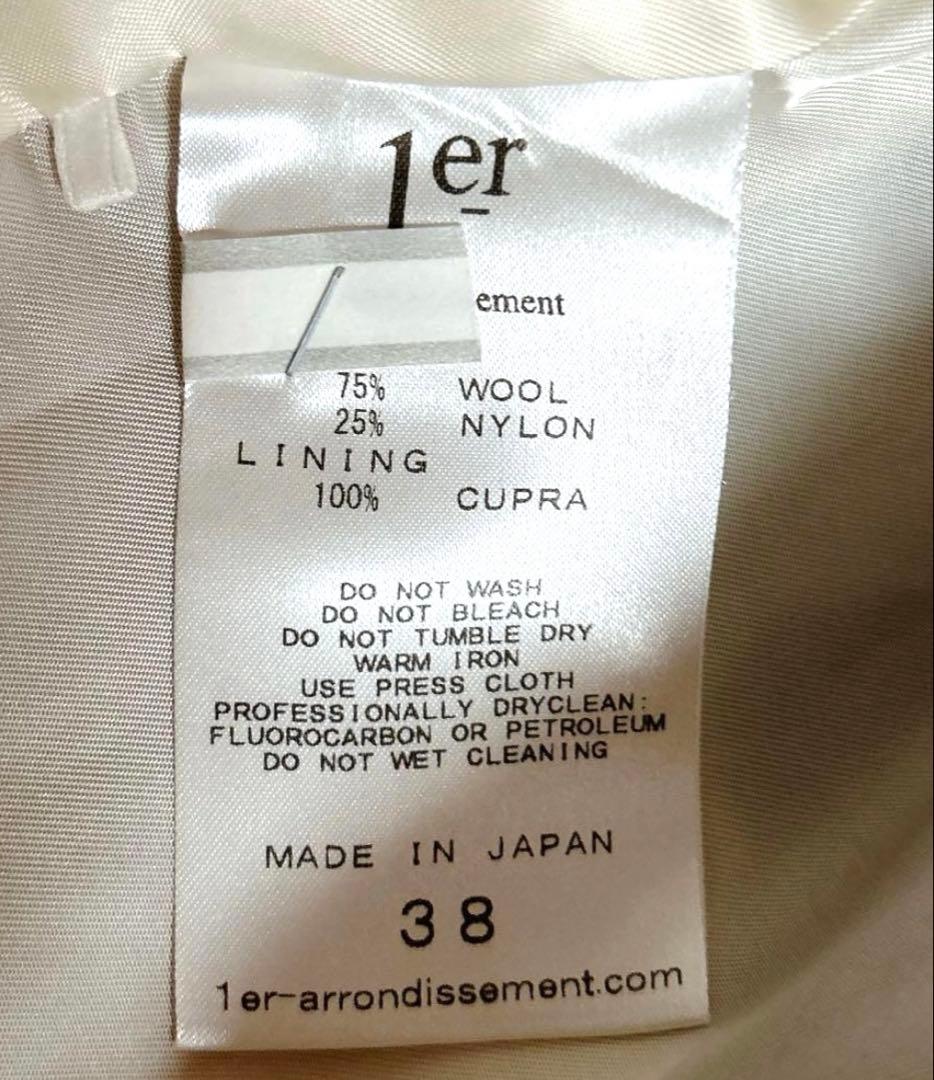 1er
ement
75% WOOL
25% NYLON
LINING
100% CUPRA
DO NOT WASH
DO NOT BLEACH
DO NOT TUMBLE DRY
WARM IRON
USE PRESS CLOTH
PROFESSIONALLY DRYCLEAN:
FLUOROCARBON OR PETROLEUM
DO NOT WET CLEANING
MADE IN JAPAN
38
1er-arrondissement.com